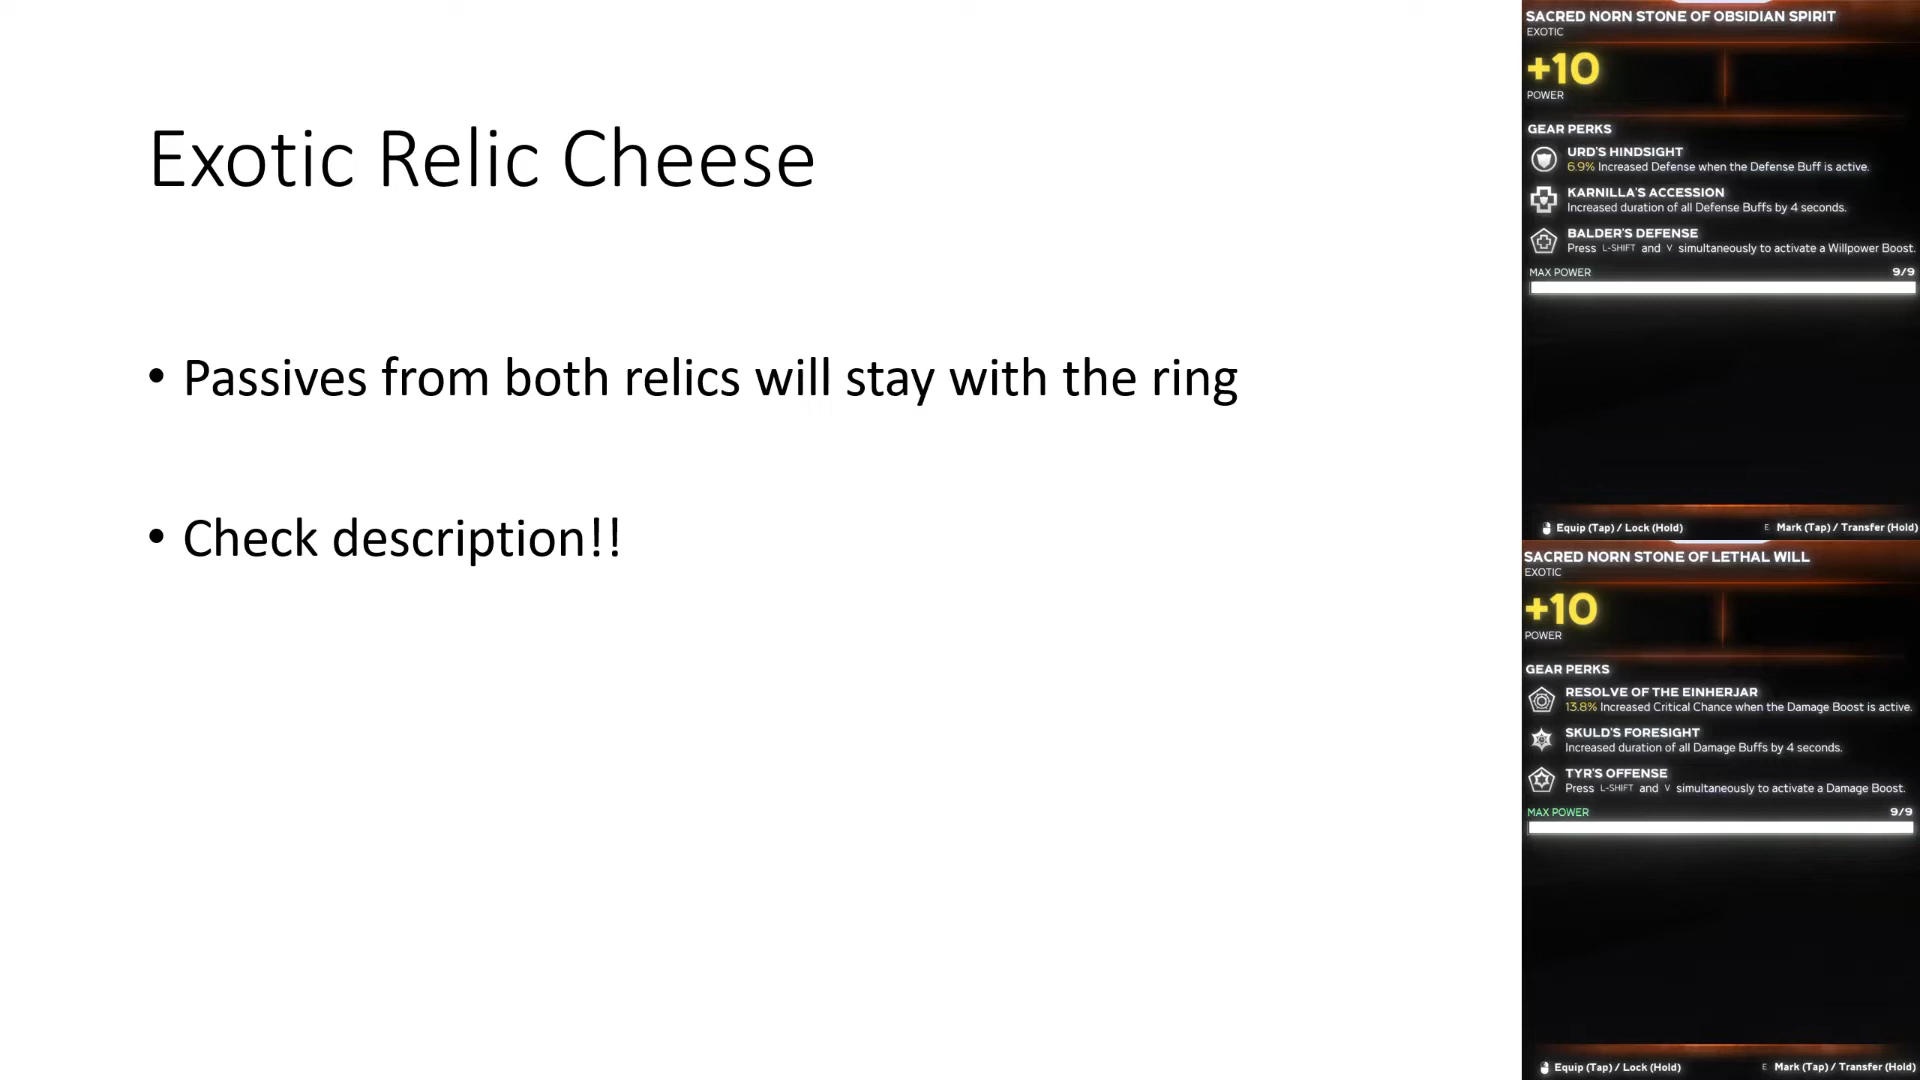 Exotic Relic Cheese
• Passives from both relics will stay with the ring
• Check description!!
SACRED NORN STONE OF OBSIDIAN SPIRIT
EXOTIC
+10
POWER
GEAR PERKS
URD'S HINDSIGHT
6.9% Increased Defense when the Defense Buff is active.
KARNILLA'S ACCESSION
Increased duration of all Defense Buffs by 4 seconds.
BALDER'S DEFENSE
Press L-SHIFT and V simultaneously to activate a Willpower Boost.
MAX POWER 9/9
Equip (Tap) / Lock (Hold) E Mark (Tap) / Transfer (Hold)
SACRED NORN STONE OF LETHAL WILL
EXOTIC
+10
POWER
GEAR PERKS
RESOLVE OF THE EINHERJAR
13.8% Increased Critical Chance when the Damage Boost is active.
SKULD'S FORESIGHT
Increased duration of all Damage Buffs by 4 seconds.
TYR'S OFFENSE
Press L-SHIFT and V simultaneously to activate a Damage Boost.
MAX POWER 9/9
Equip (Tap) / Lock (Hold) E Mark (Tap) / Transfer (Hold)